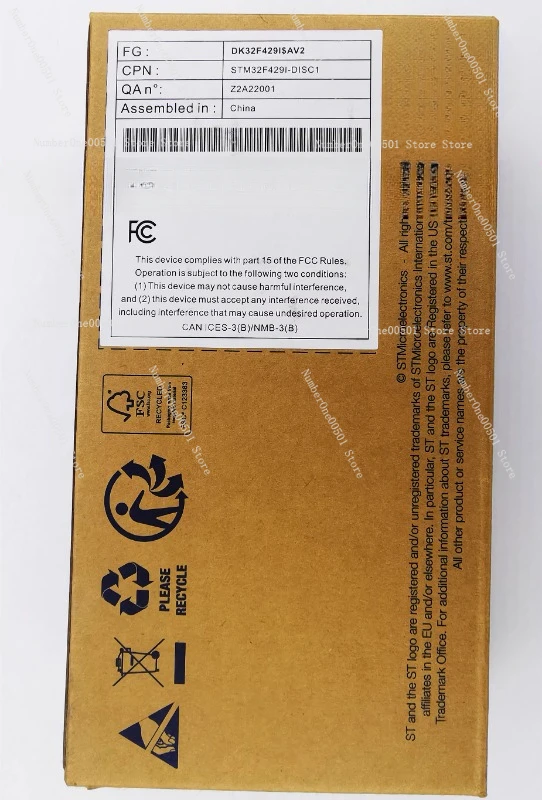 FG : DK32F429I$AV2
CPN : STM32F429I-DISC1
QA n°: Z2A22001
Assembled in : China
FC
This device complies with part 15 of the FCC Rules.
Operation is subject to the following two conditions:
(1) This device may not cause harmful interference,
and (2) this device must accept any interference received,
including interference that may cause undesired operation.
CAN ICES-3(B)/NMB-3(B)
FSC
RECYCLED
PLEASE
RECYCLE
© STMicroelectronics - All
ST and the ST logo are registered and/or unregistered trademarks of STMicroelectronics International
affiliates in the EU and/or elsewhere. In particular, ST and the ST logo are Registered in the US
Trademark Office. For additional information about ST trademarks, please refer to www.st.com/
All other product or service names are the property of their
NumberOne00501 Store